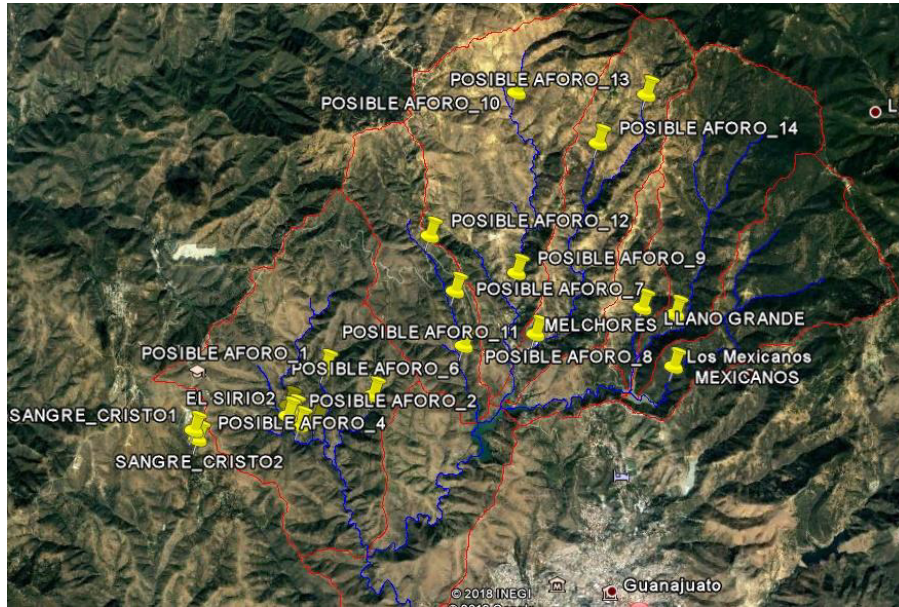 POSIBLE AFORO_13
POSIBLE AFORO_10
L
POSIBLE AFORO_14
POSIBLE AFORO_12
POSIBLE AFORO_9
POSIBLE AFORO_7
POSIBLE AFORO_11
MELCHORES
LLANO GRANDE
POSIBLE AFORO_1
POSIBLE AFORO_8
Los Mexicanos
POSIBLE AFORO_6
MEXICANOS
EL SIRIO2
POSIBLE AFORO_2
SANGRE_CRISTO1
POSIBLE AFORO_4
SANGRE_CRISTO2
Guanajuato
© 2018 INEGI